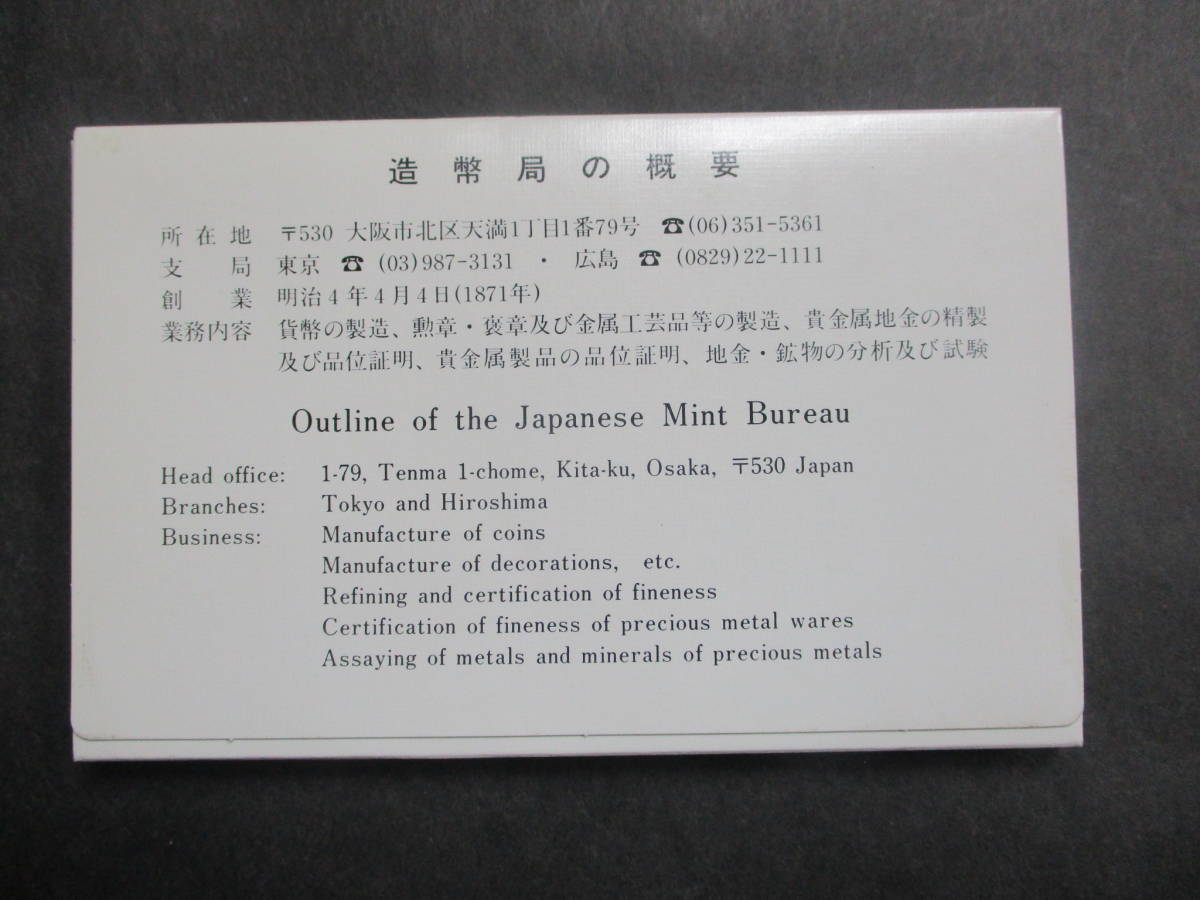 造幣局の概要
所在地 〒530 大阪市北区天満1丁目1番79号 ☎(06)351-5361
支局 東京 ☎ (03)987-3131 ・ 広島 ☎ (0829)22-1111
創業 明治4年4月4日(1871年)
業務内容 貨幣の製造、勲章・褒章及び金属工芸品等の製造、貴金属地金の精製
及び品位証明、貴金属製品の品位証明、地金・鉱物の分析及び試験
Outline of the Japanese Mint Bureau
Head office: 1-79, Tenma 1-chome, Kita-ku, Osaka, 〒530 Japan
Branches: Tokyo and Hiroshima
Business: Manufacture of coins
Manufacture of decorations, etc.
Refining and certification of fineness
Certification of fineness of precious metal wares
Assaying of metals and minerals of precious metals